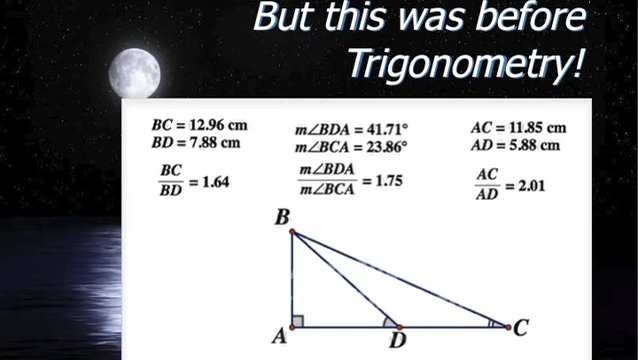 But this was before
Trigonometry!
BC = 12.96 cm
BD = 7.88 cm
BC
BD
= 1.64
m∠BDA = 41.71°
m∠BCA = 23.86°
m∠BDA
m∠BCA
= 1.75
AC = 11.85 cm
AD = 5.88 cm
AC
AD
= 2.01
B
A
D
C